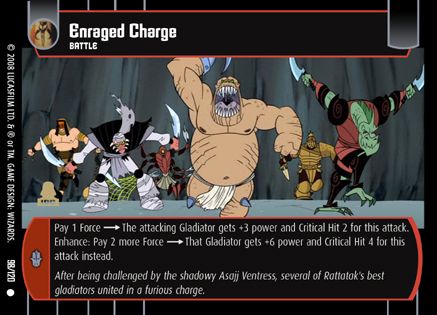 Enraged Charge
BATTLE
Pay 1 Force → The attacking Gladiator gets +3 power and Critical Hit 2 for this attack.
Enhance: Pay 2 more Force → That Gladiator gets +6 power and Critical Hit 4 for this
attack instead.
After being challenged by the shadowy Asajj Ventress, several of Rattatak's best
gladiators united in a furious charge.
© 2008 LUCASFILM LTD. & ® or TM. GAME DESIGN: WIZARDS.